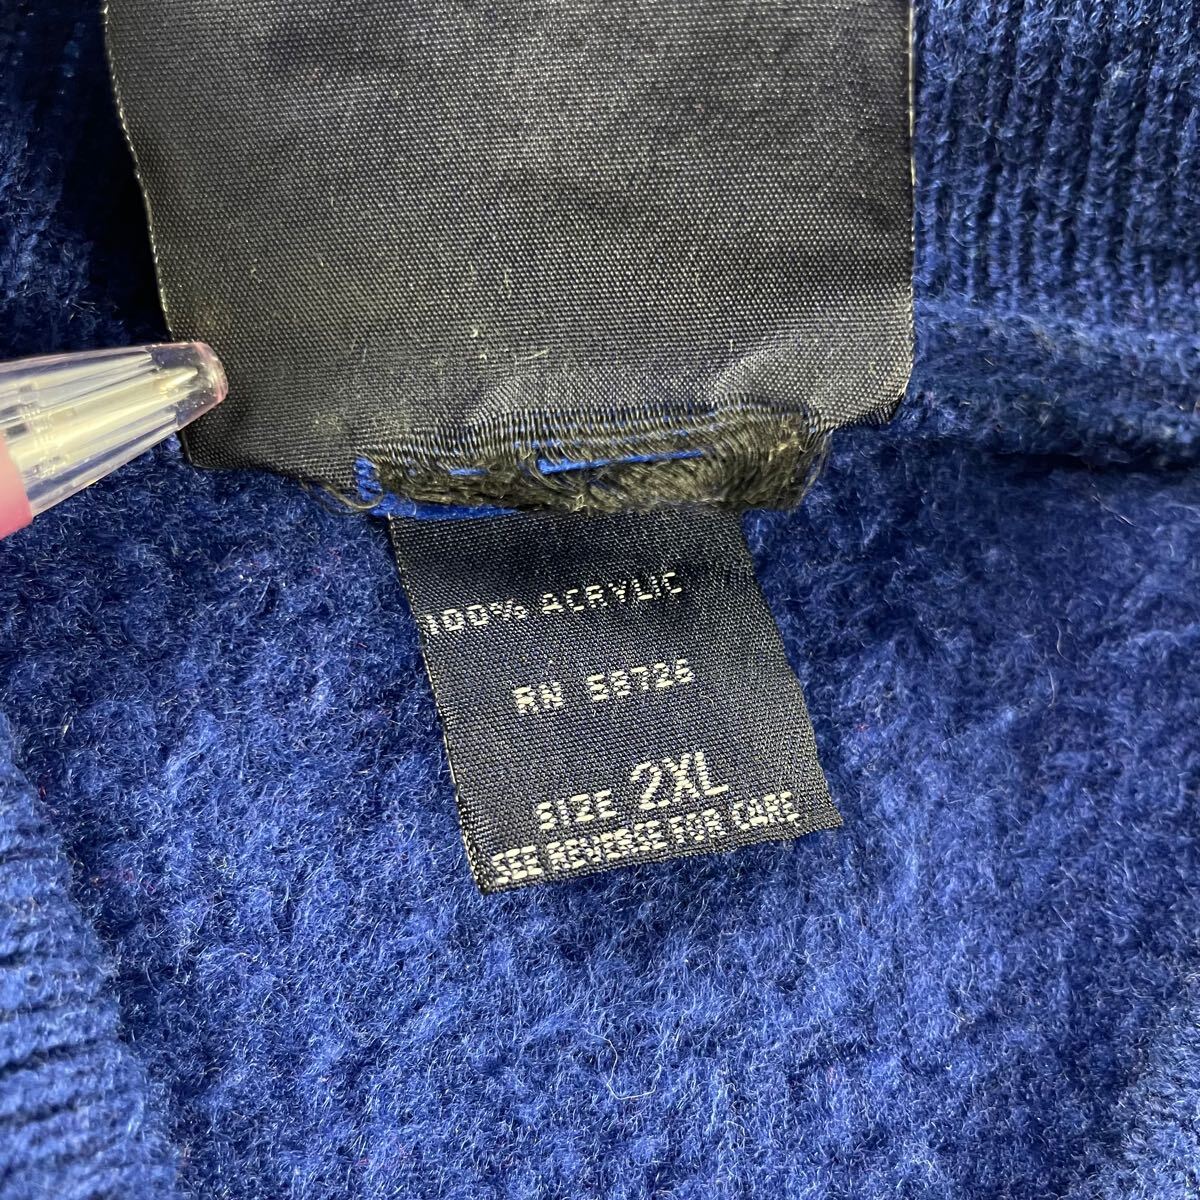 100% ACRYLIC
RN 58726
SIZE 2XL
SEE REVERSE FOR CARE